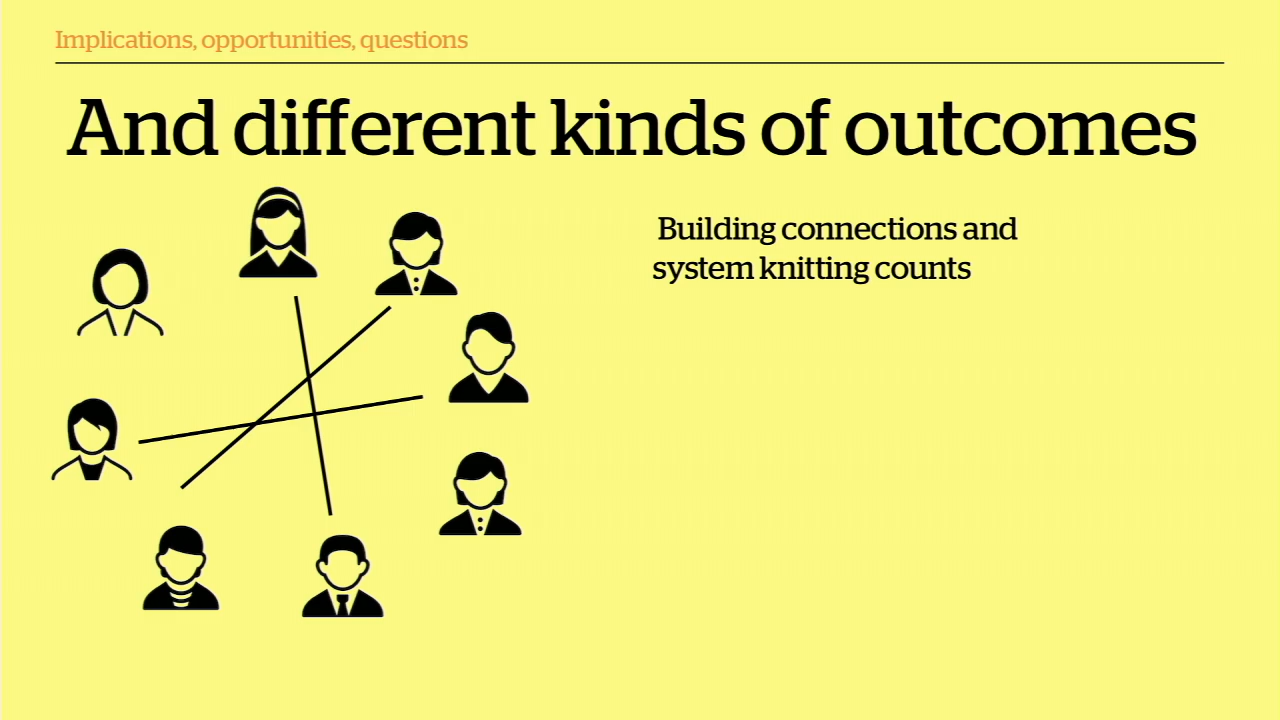 Implications, opportunities, questions
And different kinds of outcomes
Building connections and
system knitting counts